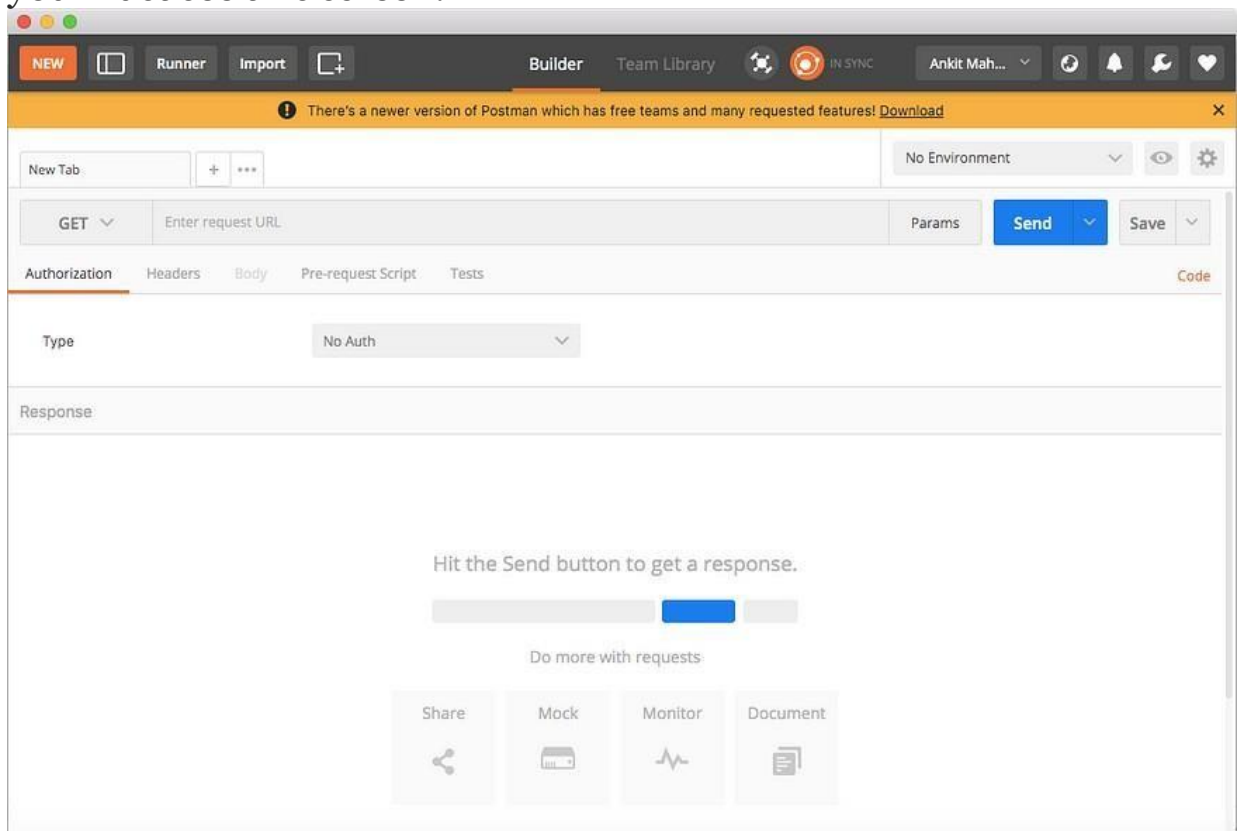 NEW Runner Import Builder Team Library IN SYNC Ankit Mah...
There's a newer version of Postman which has free teams and many requested features! Download
No Environment
New Tab
GET Enter request URL Params Send Save
Authorization Headers Body Pre-request Script Tests Code
Type No Auth
Response
Hit the Send button to get a response.
Do more with requests
Share Mock Monitor Document